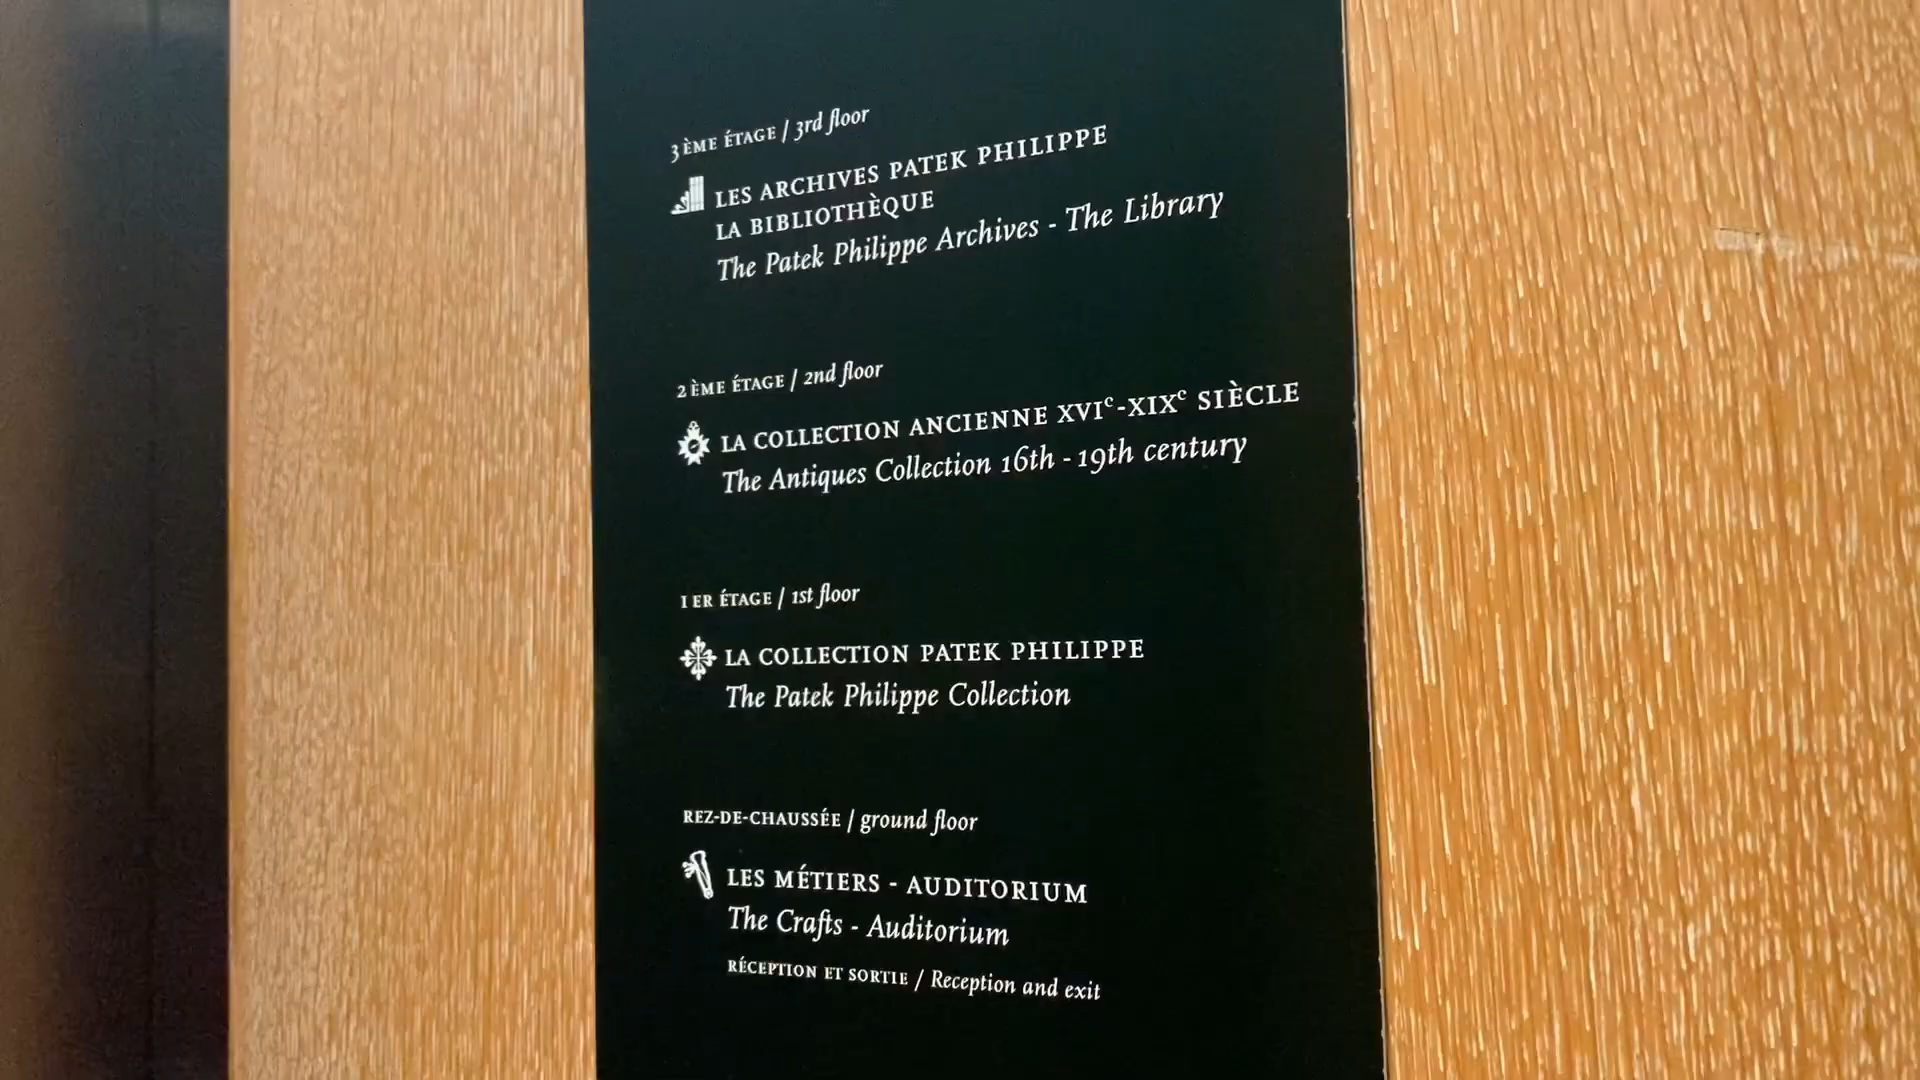 3ÈME ÉTAGE / 3rd floor
LES ARCHIVES PATEK PHILIPPE
LA BIBLIOTHÈQUE
The Patek Philippe Archives - The Library
2ÈME ÉTAGE / 2nd floor
LA COLLECTION ANCIENNE XVIe-XIXe SIÈCLE
The Antiques Collection 16th - 19th century
1ER ÉTAGE / 1st floor
LA COLLECTION PATEK PHILIPPE
The Patek Philippe Collection
REZ-DE-CHAUSSÉE / ground floor
LES MÉTIERS - AUDITORIUM
The Crafts - Auditorium
RÉCEPTION ET SORTIE / Reception and exit